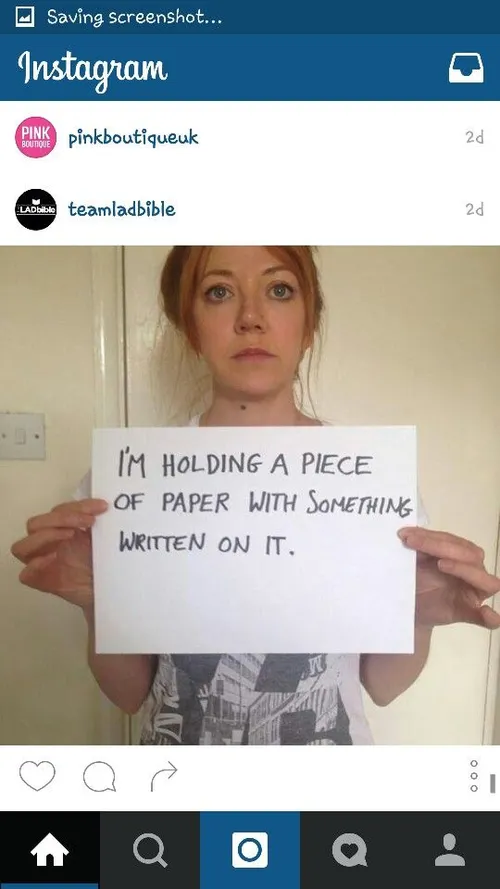 Saving screenshot...
Instagram
PINK
BOUTIQUE
pinkboutiqueuk
2d
LADbible
teamladbible
2d
I'M HOLDING A PIECE
OF PAPER WITH SOMETHING
WRITTEN ON IT.